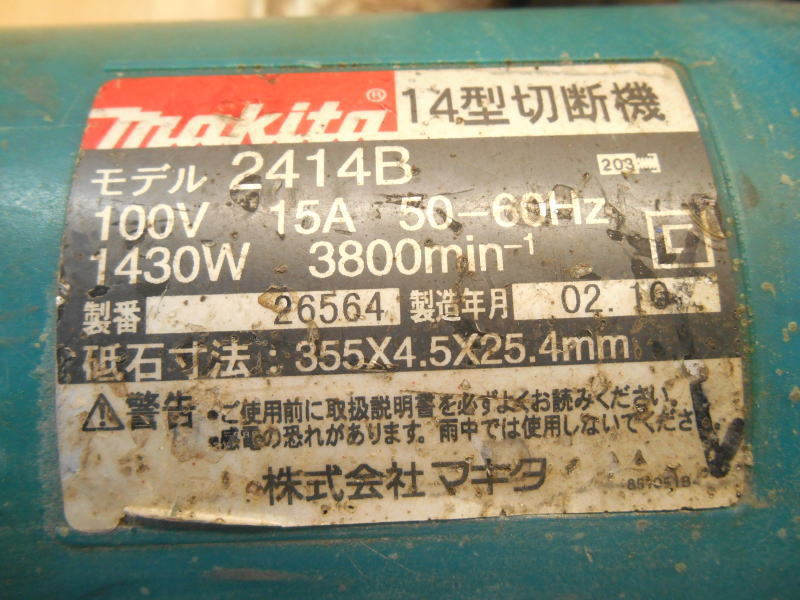 makita® 14型切断機
モデル 2414B 203
100V 15A 50-60Hz
1430W 3800min⁻¹
製番 26564 製造年月 02.10
砥石寸法：355X4.5X25.4mm
⚠警告 •ご使用前に取扱説明書を必ずよくお読みください。
•感電の恐れがあります。雨中では使用しないでください。
株式会社 マキタ